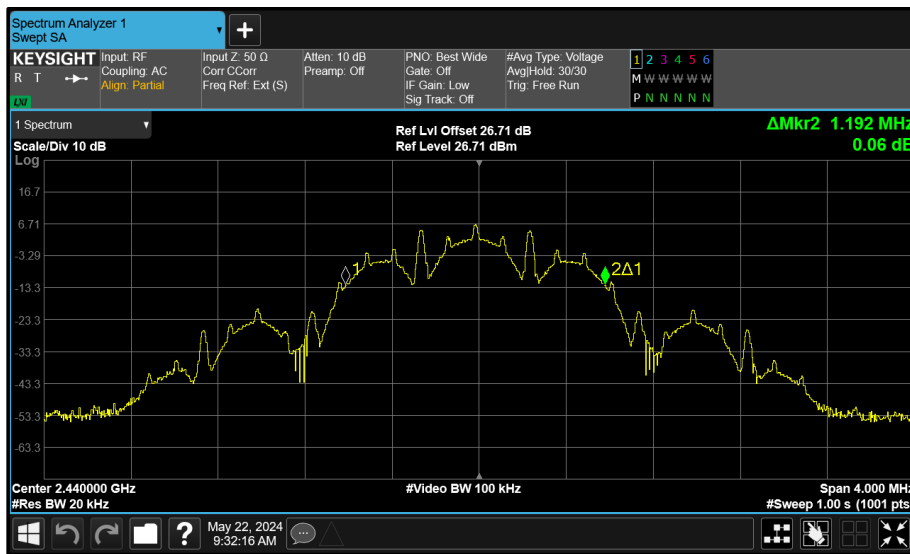 Spectrum Analyzer 1
Swept SA
KEYSIGHT
R T
LXI
Input: RF
Coupling: AC
Align: Partial
Input Z: 50 Ω
Corr CCorr
Freq Ref: Ext (S)
Atten: 10 dB
Preamp: Off
PNO: Best Wide
Gate: Off
IF Gain: Low
Sig Track: Off
#Avg Type: Voltage
Avg|Hold: 30/30
Trig: Free Run
1 2 3 4 5 6
M W W W W W
P N N N N N
1 Spectrum
Scale/Div 10 dB
Log
Ref Lvl Offset 26.71 dB
Ref Level 26.71 dBm
ΔMkr2 1.192 MHz
0.06 dB
16.7
6.71
-3.29
-13.3
-23.3
-33.3
-43.3
-53.3
-63.3
1
2Δ1
Center 2.440000 GHz
#Res BW 20 kHz
#Video BW 100 kHz
Span 4.000 MHz
#Sweep 1.00 s (1001 pts
?
May 22, 2024
9:32:16 AM